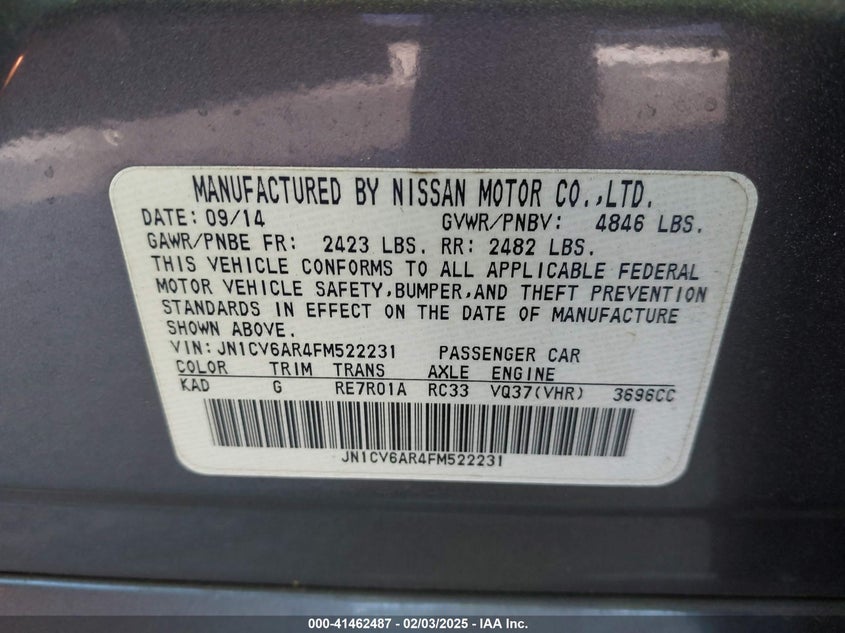 MANUFACTURED BY NISSAN MOTOR CO.,LTD.
DATE: 09/14 GVWR/PNBV: 4846 LBS.
GAWR/PNBE FR: 2423 LBS. RR: 2482 LBS.
THIS VEHICLE CONFORMS TO ALL APPLICABLE FEDERAL
MOTOR VEHICLE SAFETY,BUMPER,AND THEFT PREVENTION
STANDARDS IN EFFECT ON THE DATE OF MANUFACTURE
SHOWN ABOVE.
VIN:JN1CV6AR4FM522231 PASSENGER CAR
COLOR TRIM TRANS AXLE ENGINE
KAD G RE7R01A RC33 VQ37(VHR) 3696CC
JN1CV6AR4FM522231
000-41462487 - 02/03/2025 - IAA Inc.